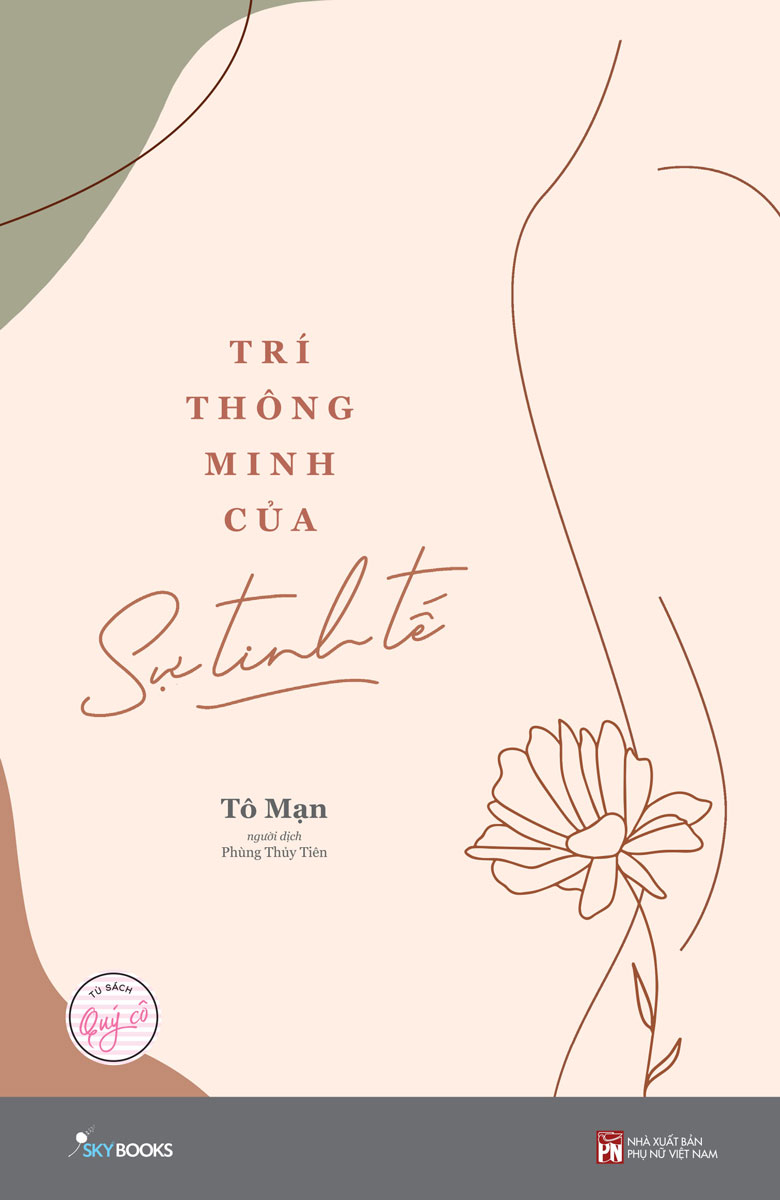 TRÍ
THÔNG
MINH
CỦA
Sự tinh tế
Tô Mạn
người dịch
Phùng Thủy Tiên
TỦ SÁCH
Quý cô
SKYBOOKS
PN
NHÀ XUẤT BẢN
PHỤ NỮ VIỆT NAM